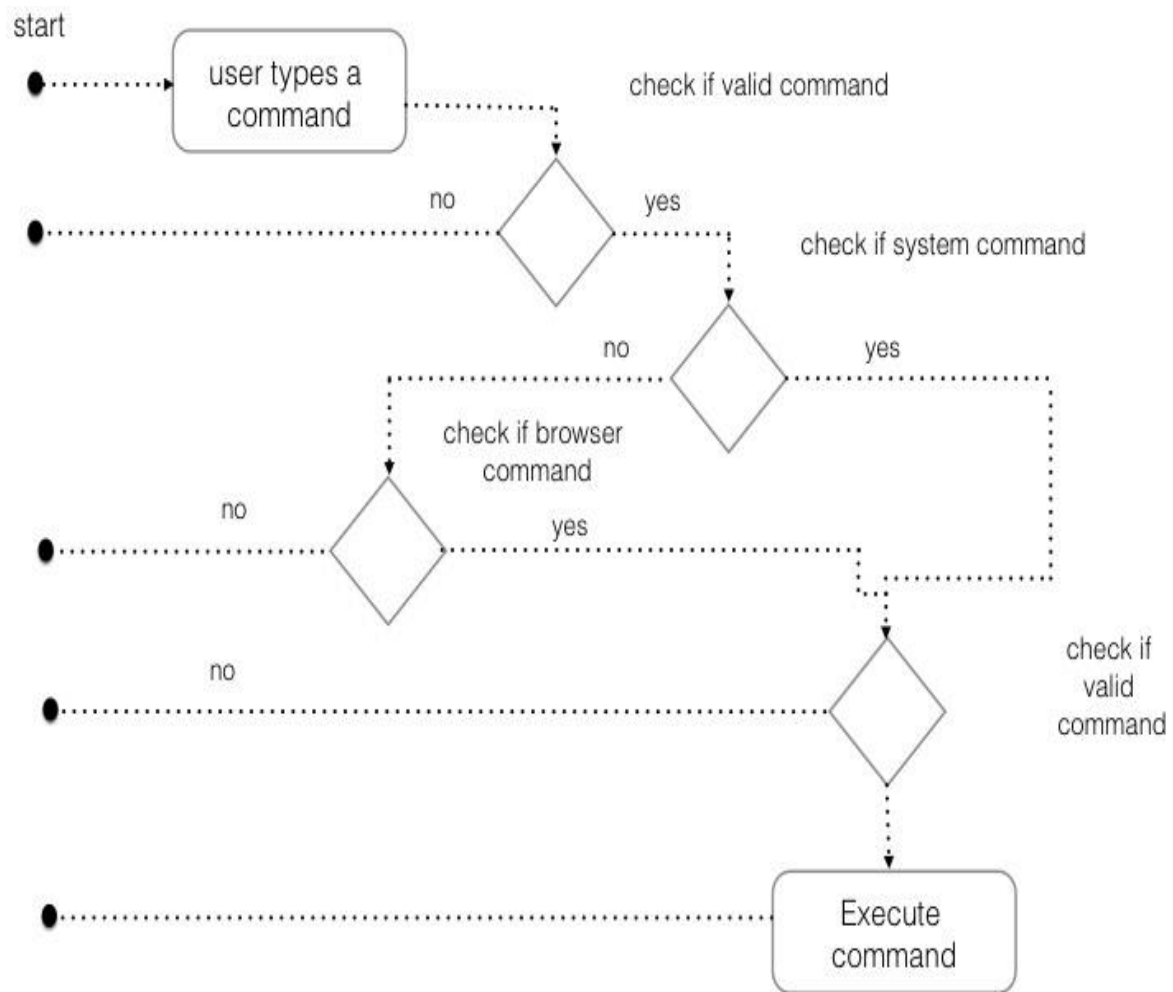 start
user types a
command
check if valid command
no
yes
check if system command
no
yes
check if browser
command
no
yes
no
check if
valid
command
Execute
command